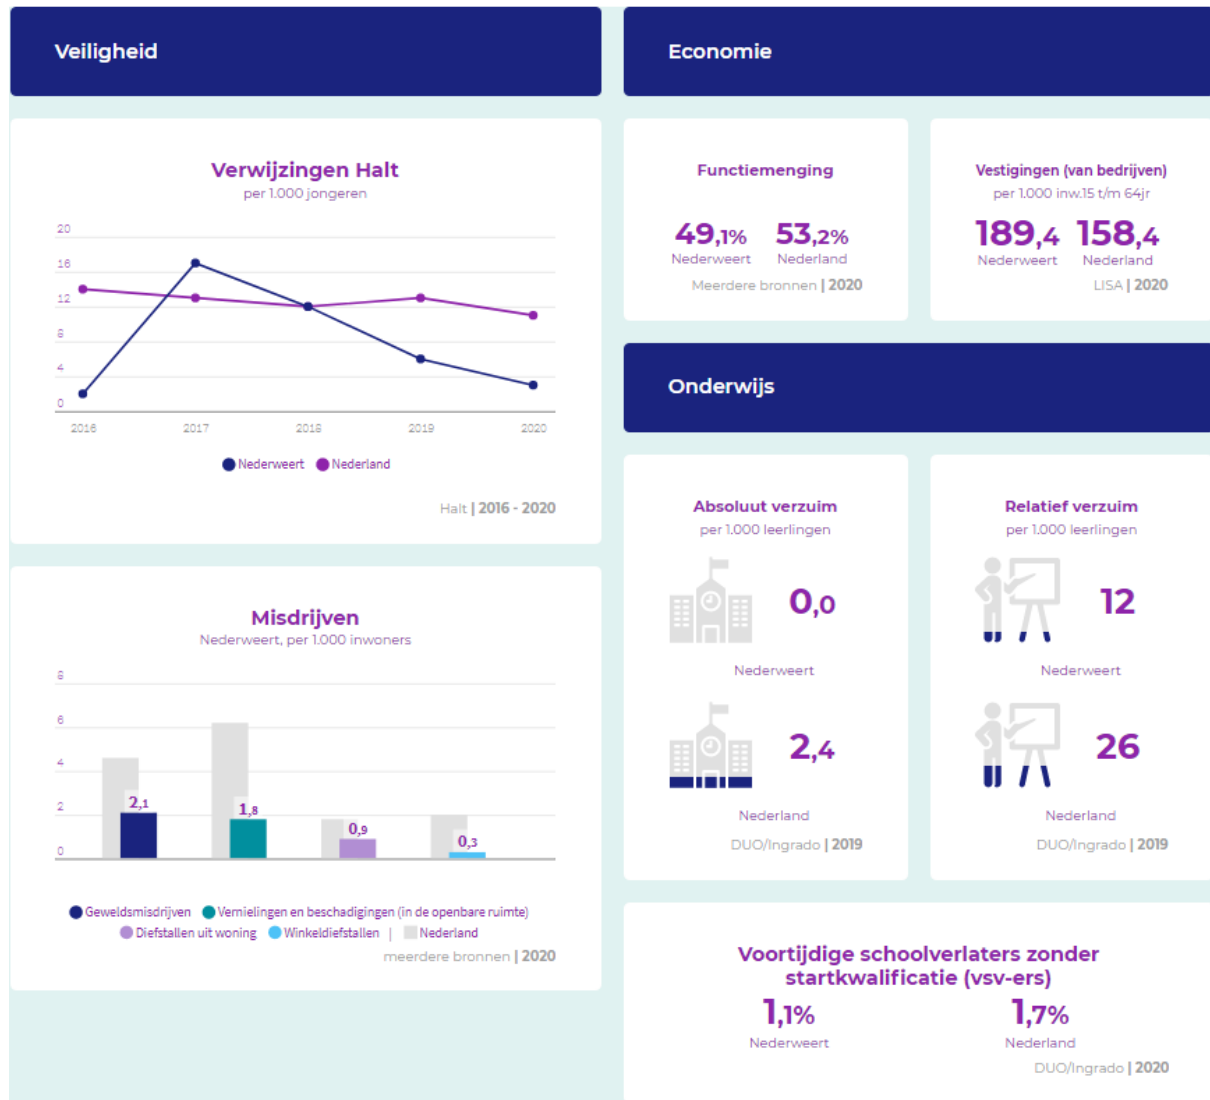 Veiligheid
Verwijzingen Halt
per 1.000 jongeren
20
16
12
8
4
0
2016 2017 2018 2019 2020
Nederweert Nederland
Halt | 2016 - 2020
Misdrijven
Nederweert, per 1.000 inwoners
8
6
4
2
0
2,1 1,8 0,9 0,3
Geweldsmisdrijven Vernielingen en beschadigingen (in de openbare ruimte)
Diefstallen uit woning Winkeldiefstallen | Nederland
meerdere bronnen | 2020
Economie
Functiemenging
49,1% 53,2%
Nederweert Nederland
Meerdere bronnen | 2020
Vestigingen (van bedrijven)
per 1.000 inw.15 t/m 64jr
189,4 158,4
Nederweert Nederland
LISA | 2020
Onderwijs
Absoluut verzuim
per 1.000 leerlingen
0,0
Nederweert
2,4
Nederland
DUO/Ingrado | 2019
Relatief verzuim
per 1.000 leerlingen
12
Nederweert
26
Nederland
DUO/Ingrado | 2019
Voortijdige schoolverlaters zonder
startkwalificatie (vsv-ers)
1,1% 1,7%
Nederweert Nederland
DUO/Ingrado | 2020